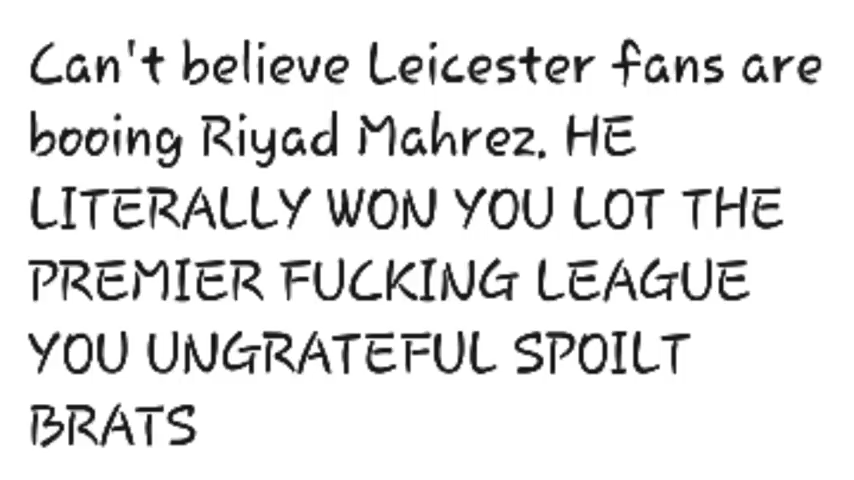 Can't believe Leicester fans are
booing Riyad Mahrez. HE
LITERALLY WON YOU LOT THE
PREMIER FUCKING LEAGUE
YOU UNGRATEFUL SPOILT
BRATS